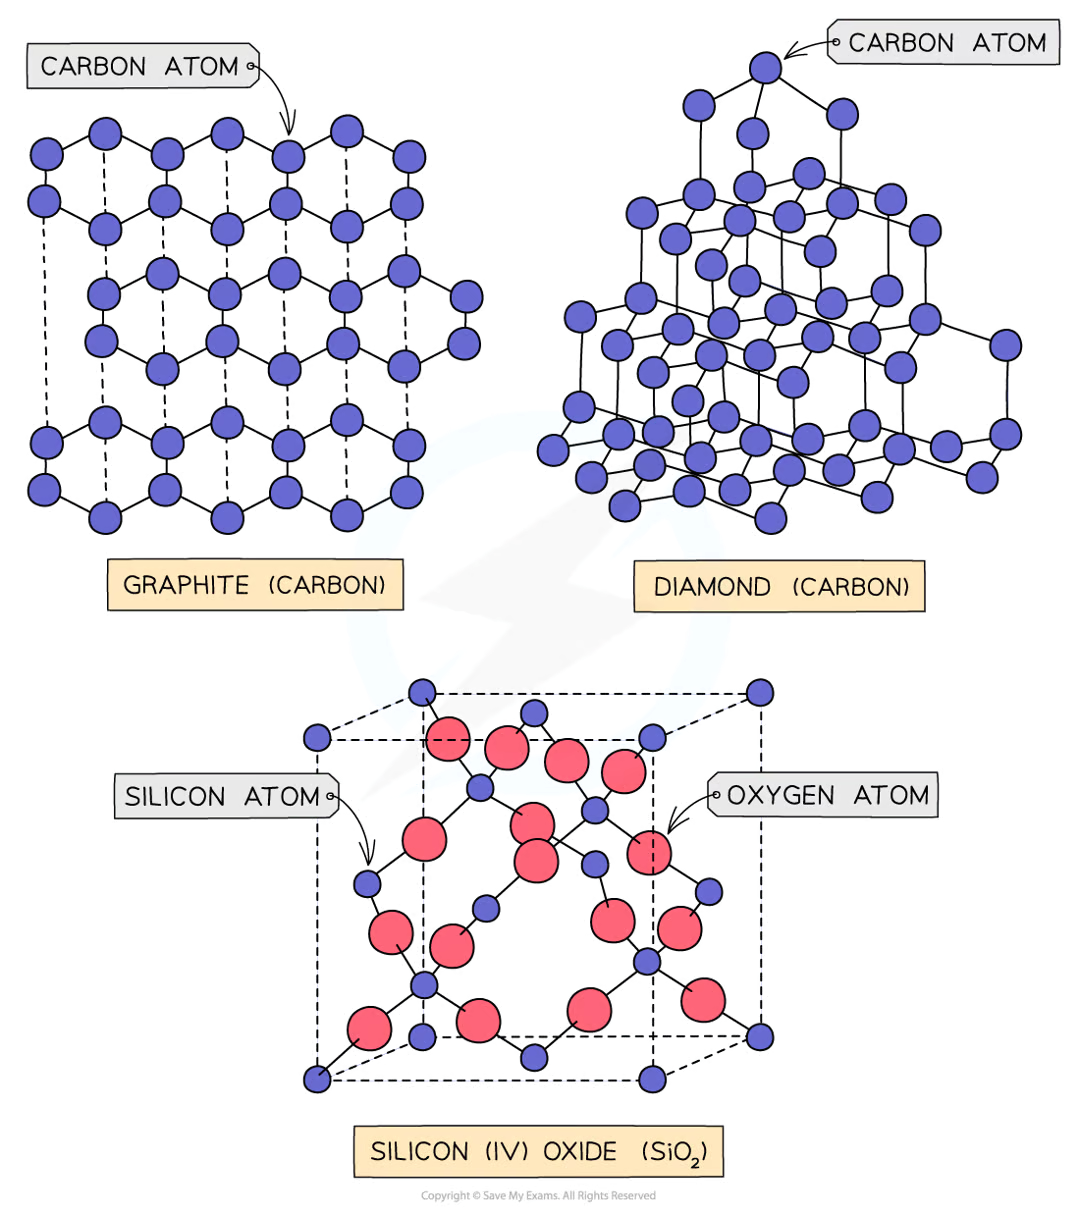 CARBON ATOM
CARBON ATOM
GRAPHITE (CARBON)
DIAMOND (CARBON)
SILICON ATOM
OXYGEN ATOM
SILICON (IV) OXIDE (SiO₂)
Copyright © Save My Exams. All Rights Reserved